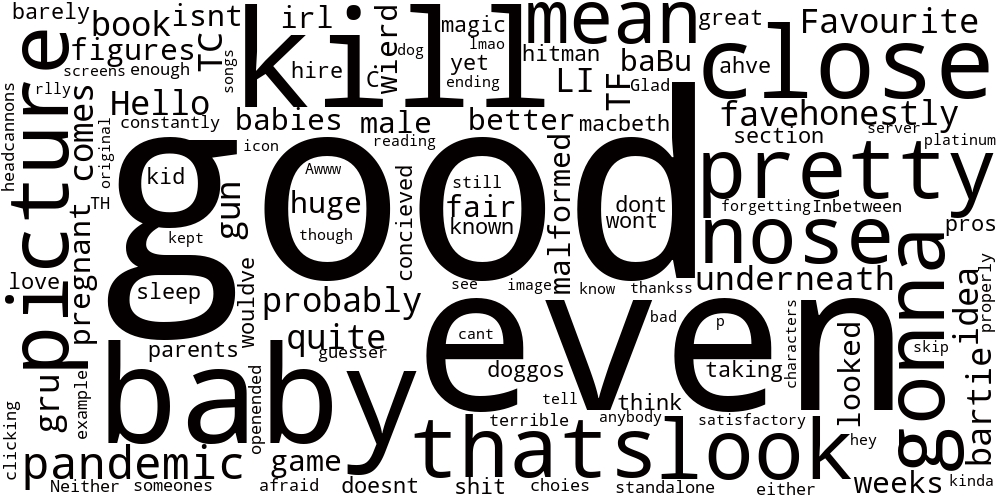 barely
book
isnt
irl
kill
magic
mean
great
Favourite
figures
TC
songs
hire
C
wierd
dog
lmao
yet
ending
hitman
baBu
close
ahve
screens
enough
LI
TF
Glad
rlly
picture
comes
Hello
constantly
babies
male
better
macbeth
fave
honestly
section
server
platinum
headcannons
original
icon
reading
good
kid
Awww
still
pretty
TH
gun
huge
fair
known
dont
wont
concieved
malformed
forgetting
Inbetween
pregnant
kept
though
nose
pros
love
sleep
wouldve
see
image
know
thankss
underneath
gonna
idea
properly
probably
quite
even
bad
p
cant
characters
skip
parents
guesser
doggos
taking
looked
bartie
gru
example
baby
openended
tell
think
terrible
anybody
satisfactory
hey
clicking
pandemic
game
thats
look
Neither
someones
afraid
doesnt
shit
choies
standalone
either
weeks
kinda